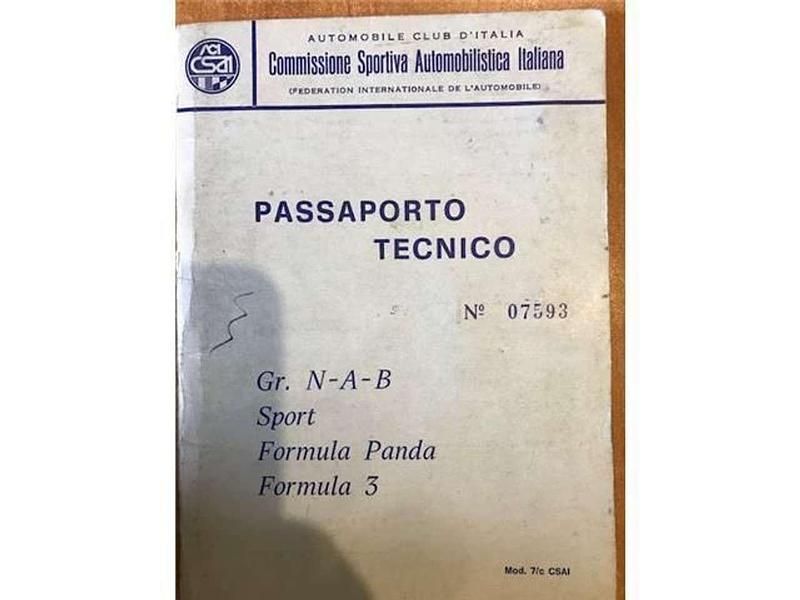 ACI
CSAI
AUTOMOBILE CLUB D'ITALIA
Commissione Sportiva Automobilistica Italiana
(FEDERATION INTERNATIONALE DE L'AUTOMOBILE)
PASSAPORTO
TECNICO
Nº 07593
Gr. N-A-B
Sport
Formula Panda
Formula 3
Mod. 7/c CSAI